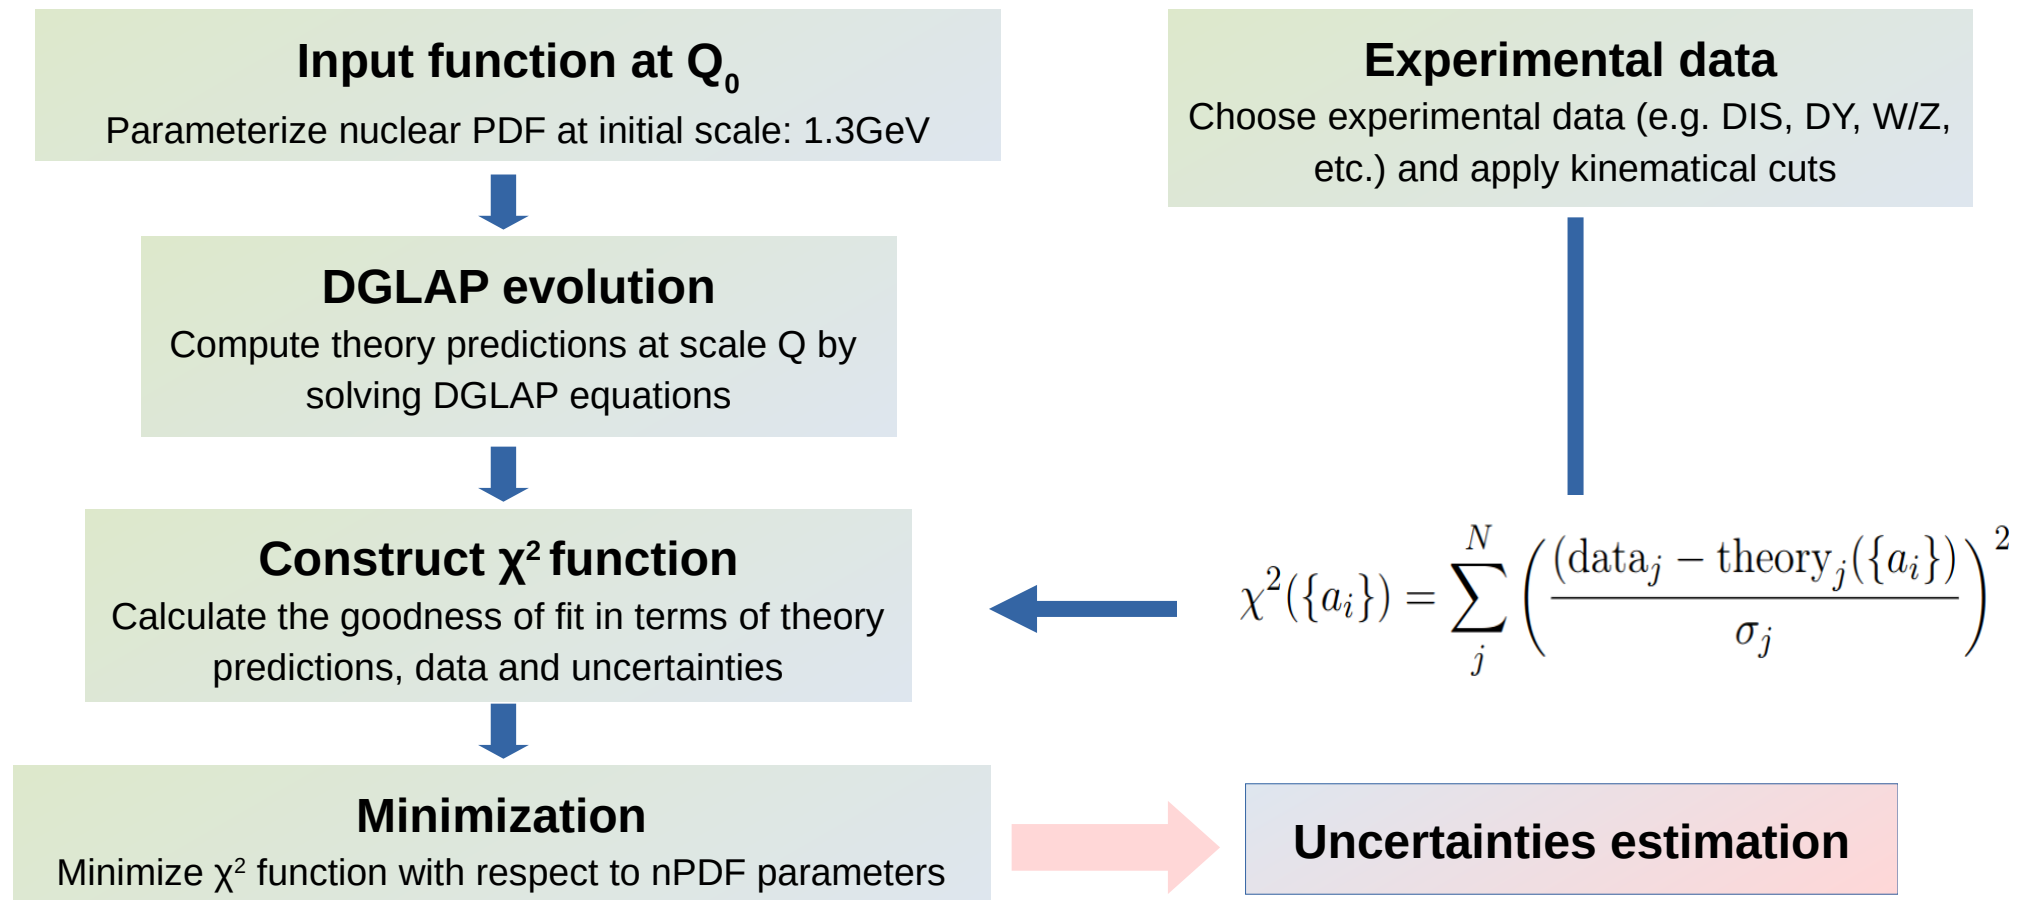 Input function at Q₀
Parameterize nuclear PDF at initial scale: 1.3GeV
Experimental data
Choose experimental data (e.g. DIS, DY, W/Z,
etc.) and apply kinematical cuts
DGLAP evolution
Compute theory predictions at scale Q by
solving DGLAP equations
Construct χ² function
Calculate the goodness of fit in terms of theory
predictions, data and uncertainties
χ²({aᵢ}) = ∑ⱼᴺ ( (dataⱼ − theoryⱼ({aᵢ}) / σⱼ )²
Minimization
Minimize χ² function with respect to nPDF parameters
Uncertainties estimation